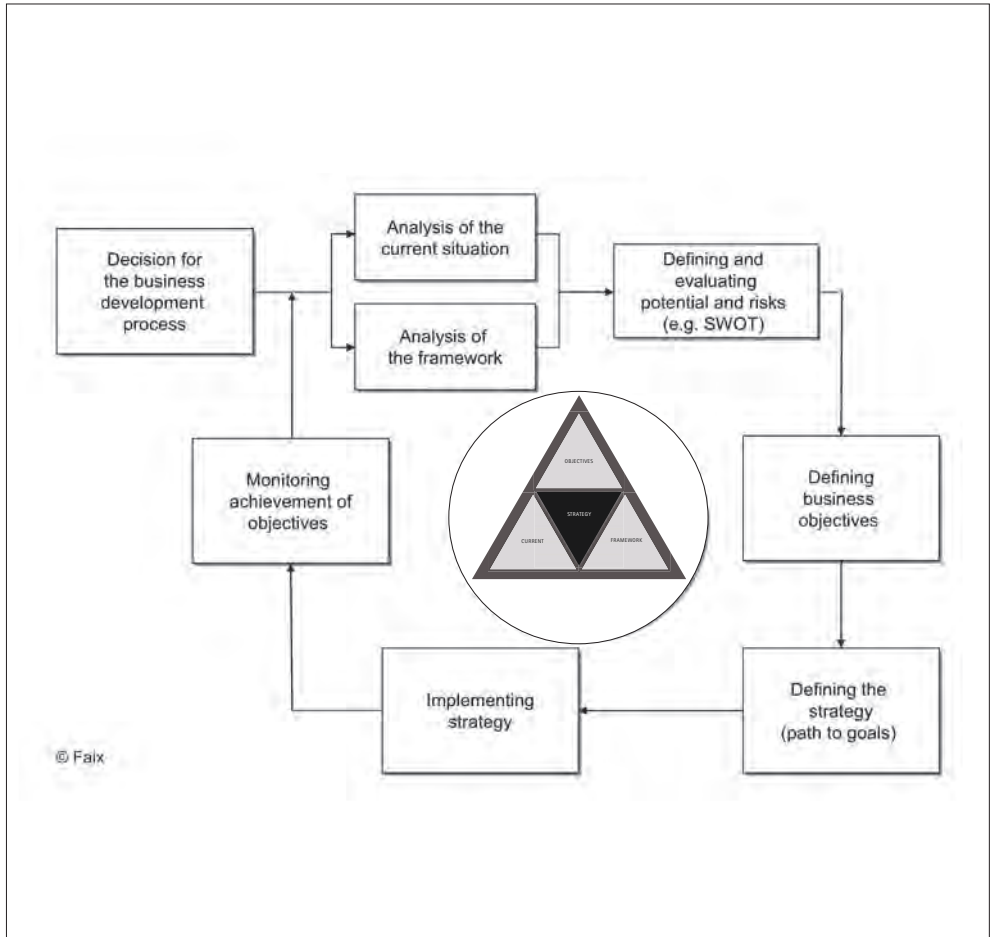 Decision for
the business
development
process
Analysis of the
current situation
Analysis of
the framework
Defining and
evaluating
potential and risks
(e.g. SWOT)
Monitoring
achievement of
objectives
OBJECTIVES
STRATEGY
CURRENT
FRAMEWORK
Defining
business
objectives
Implementing
strategy
Defining the
strategy
(path to goals)
© Faix